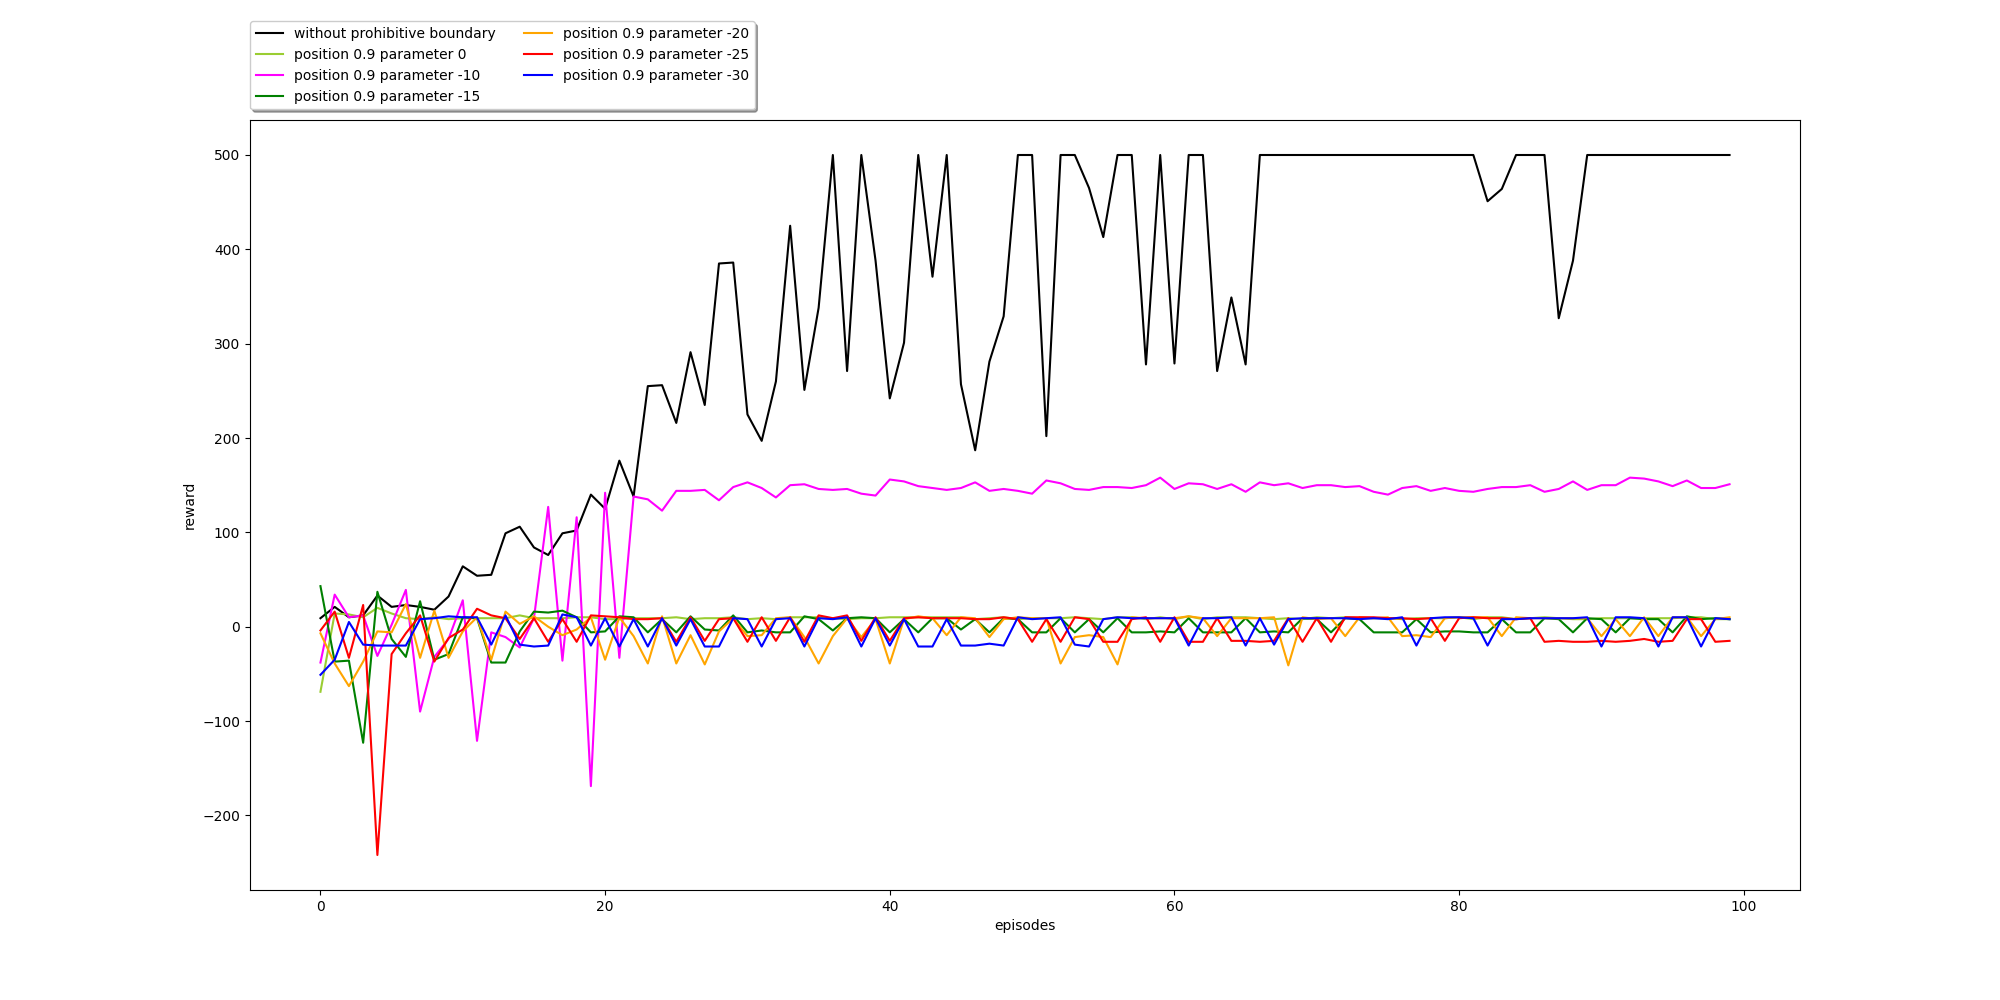 without prohibitive boundary
position 0.9 parameter 0
position 0.9 parameter -10
position 0.9 parameter -15
position 0.9 parameter -20
position 0.9 parameter -25
position 0.9 parameter -30
500
400
300
200
100
0
−100
−200
reward
0
20
40
60
80
100
episodes